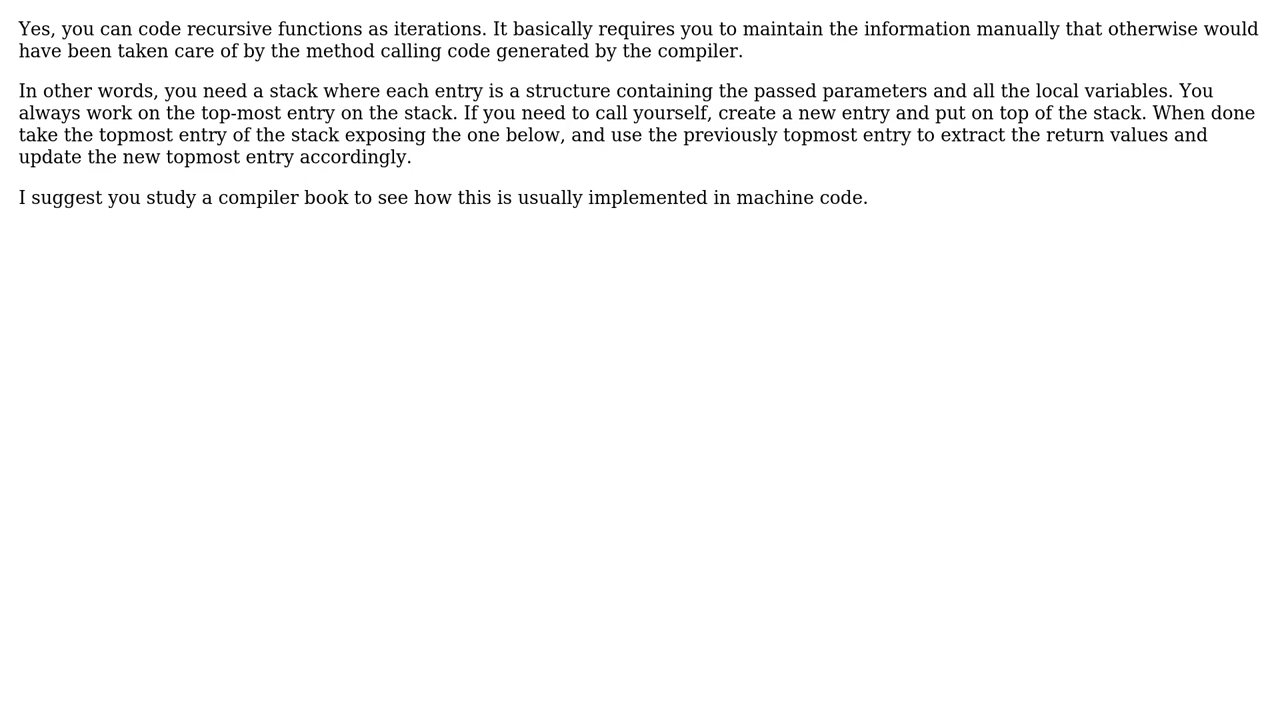 Yes, you can code recursive functions as iterations. It basically requires you to maintain the information manually that otherwise would
have been taken care of by the method calling code generated by the compiler.
In other words, you need a stack where each entry is a structure containing the passed parameters and all the local variables. You
always work on the top-most entry on the stack. If you need to call yourself, create a new entry and put on top of the stack. When done
take the topmost entry of the stack exposing the one below, and use the previously topmost entry to extract the return values and
update the new topmost entry accordingly.
I suggest you study a compiler book to see how this is usually implemented in machine code.